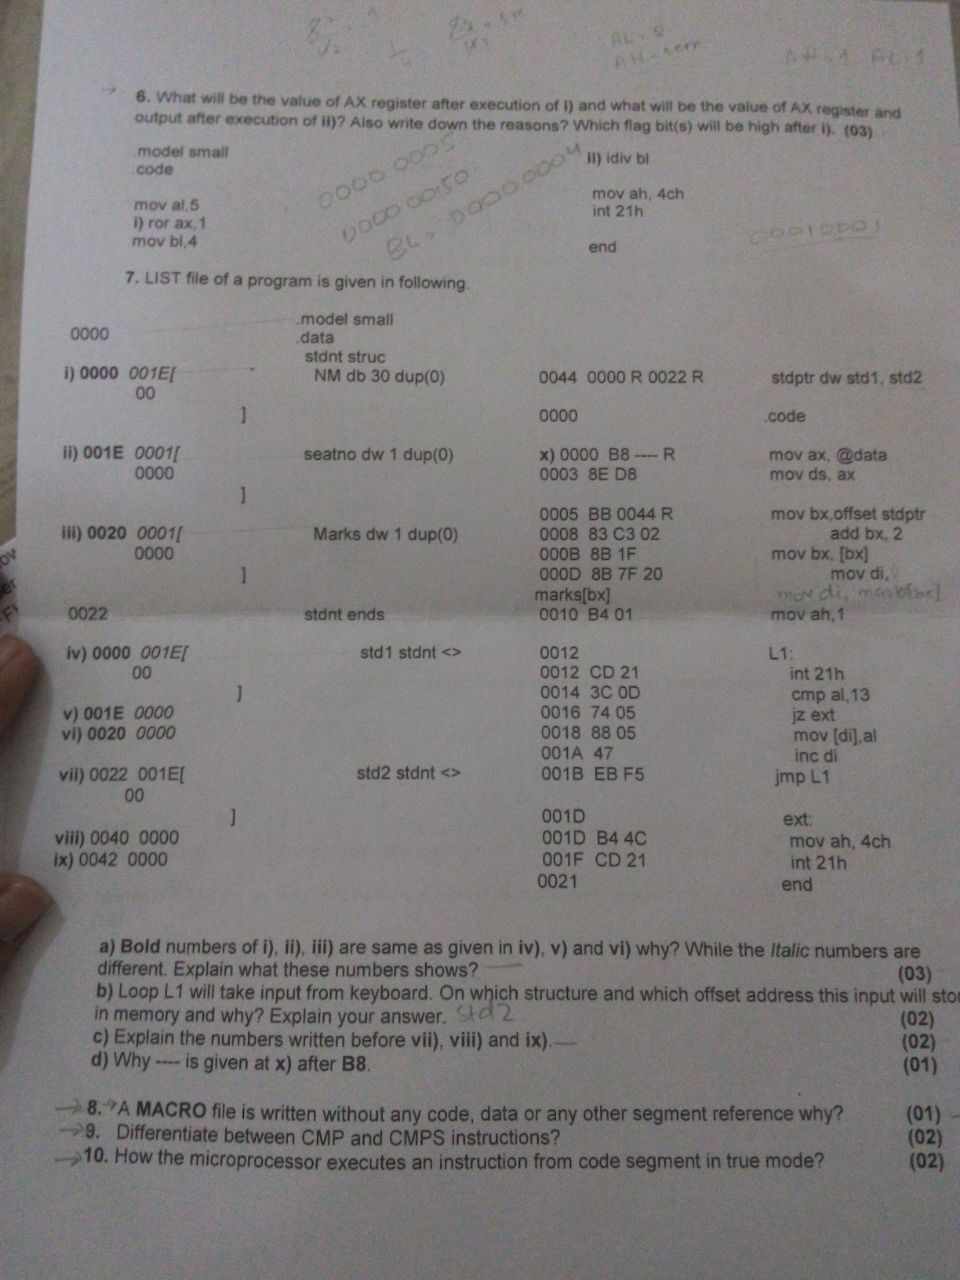 AL=0
AH=1 AL=1
6. What will be the value of AX register after execution of i) and what will be the value of AX register and
output after execution of ii)? Also write down the reasons? Which flag bit(s) will be high after i). (03)
.model small
.code
mov al,5
i) ror ax,1
mov bl,4
0000 0005
0000 0050
BL= 0000 0004
ii) idiv bl
mov ah, 4ch
int 21h
end
00010001
7. LIST file of a program is given in following.
.model small
0000 .data
stdnt struc
i) 0000 001E[ NM db 30 dup(0)
00
]
ii) 001E 0001[ seatno dw 1 dup(0)
0000
]
iii) 0020 0001[ Marks dw 1 dup(0)
0000
]
0022 stdnt ends
iv) 0000 001E[ std1 stdnt <>
00
]
v) 001E 0000
vi) 0020 0000
vii) 0022 001E[ std2 stdnt <>
00
]
viii) 0040 0000
ix) 0042 0000
0044 0000 R 0022 R stdptr dw std1, std2
0000 .code
x) 0000 B8 ---- R mov ax, @data
0003 8E D8 mov ds, ax
0005 BB 0044 R mov bx,offset stdptr
0008 83 C3 02 add bx, 2
000B 8B 1F mov bx, [bx]
000D 8B 7F 20 mov di,
marks[bx] mov di, marks[bx]
0010 B4 01 mov ah,1
0012 L1:
0012 CD 21 int 21h
0014 3C 0D cmp al,13
0016 74 05 jz ext
0018 88 05 mov [di],al
001A 47 inc di
001B EB F5 jmp L1
001D ext:
001D B4 4C mov ah, 4ch
001F CD 21 int 21h
0021 end
a) Bold numbers of i), ii), iii) are same as given in iv), v) and vi) why? While the Italic numbers are
different. Explain what these numbers shows? (03)
b) Loop L1 will take input from keyboard. On which structure and which offset address this input will stor
in memory and why? Explain your answer. std2 (02)
c) Explain the numbers written before vii), viii) and ix). (02)
d) Why ---- is given at x) after B8. (01)
8. A MACRO file is written without any code, data or any other segment reference why? (01)
9. Differentiate between CMP and CMPS instructions? (02)
10. How the microprocessor executes an instruction from code segment in true mode? (02)